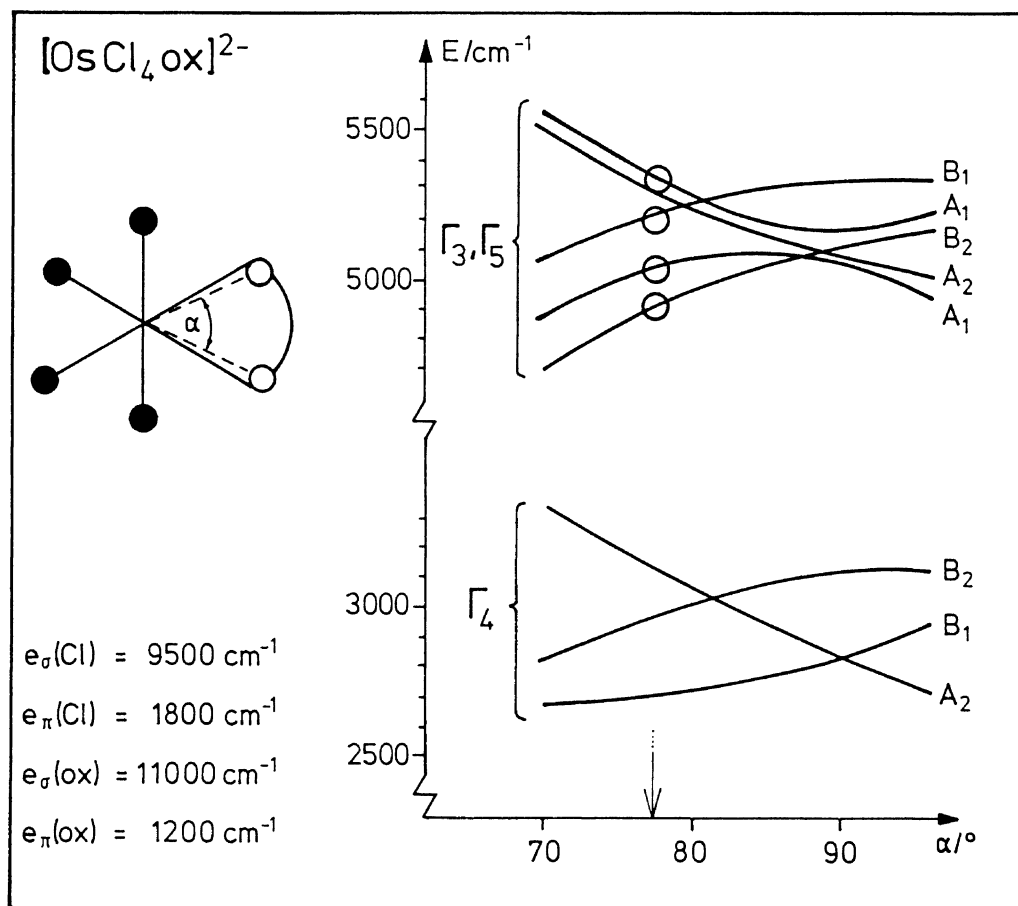 [OsCl₄ox]²⁻
E/cm⁻¹
5500
5000
3000
2500
Γ₃,Γ₅
Γ₄
B₁
A₁
B₂
A₂
A₁
B₂
B₁
A₂
α
70
80
90
α/°
eσ(Cl) = 9500 cm⁻¹
eπ(Cl) = 1800 cm⁻¹
eσ(ox) = 11000 cm⁻¹
eπ(ox) = 1200 cm⁻¹